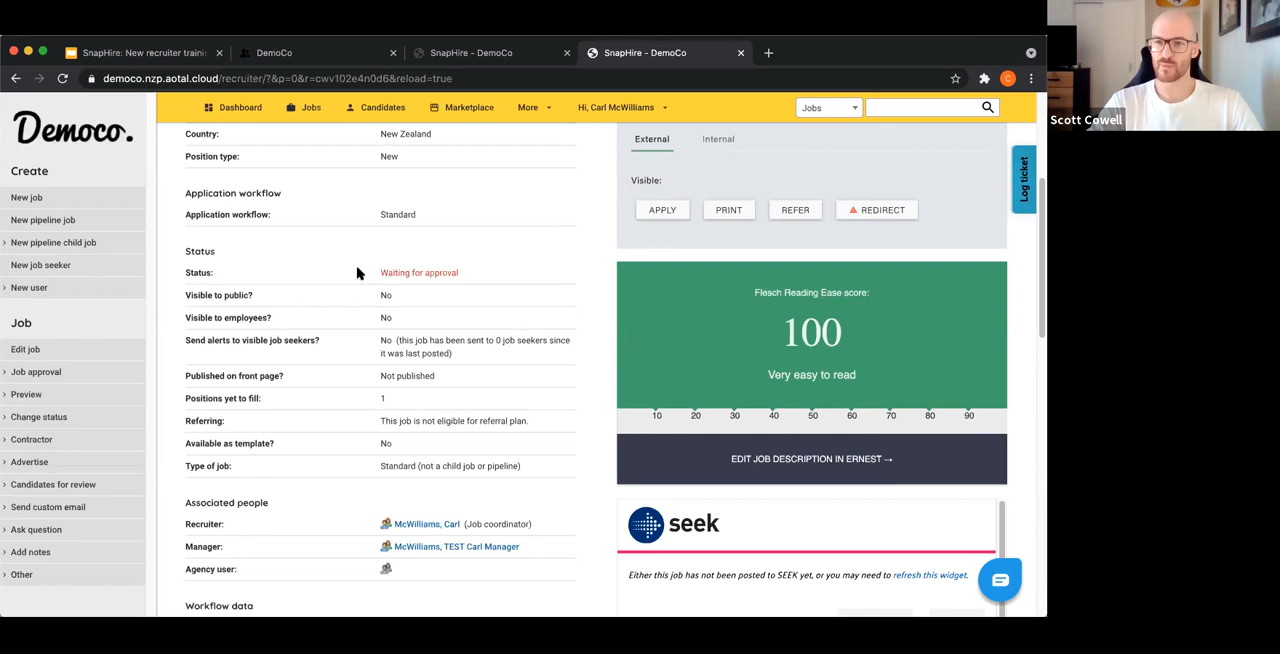 SnapHire: New recruiter traini
DemoCo
SnapHire - DemoCo
SnapHire - DemoCo
democo.nzp.aotal.cloud/recruiter/?&p=0&r=cwv102e4n0d6&reload=true
C
Scott Cowell
Democo.
Dashboard
Jobs
Candidates
Marketplace
More
Hi, Carl McWilliams
Jobs
Create
New job
New pipeline job
New pipeline child job
New job seeker
New user
Job
Edit job
Job approval
Preview
Change status
Contractor
Advertise
Candidates for review
Send custom email
Ask question
Add notes
Other
Country: New Zealand
Position type: New
Application workflow
Application workflow: Standard
Status
Status: Waiting for approval
Visible to public? No
Visible to employees? No
Send alerts to visible job seekers? No (this job has been sent to 0 job seekers since
it was last posted)
Published on front page? Not published
Positions yet to fill: 1
Referring: This job is not eligible for referral plan.
Available as template? No
Type of job: Standard (not a child job or pipeline)
Associated people
Recruiter: McWilliams, Carl (Job coordinator)
Manager: McWilliams, TEST Carl Manager
Agency user:
Workflow data
External Internal
Visible:
APPLY PRINT REFER REDIRECT
Log ticket
Flesch Reading Ease score:
100
Very easy to read
10 20 30 40 50 60 70 80 90
EDIT JOB DESCRIPTION IN ERNEST →
seek
Either this job has not been posted to SEEK yet, or you may need to refresh this widget.